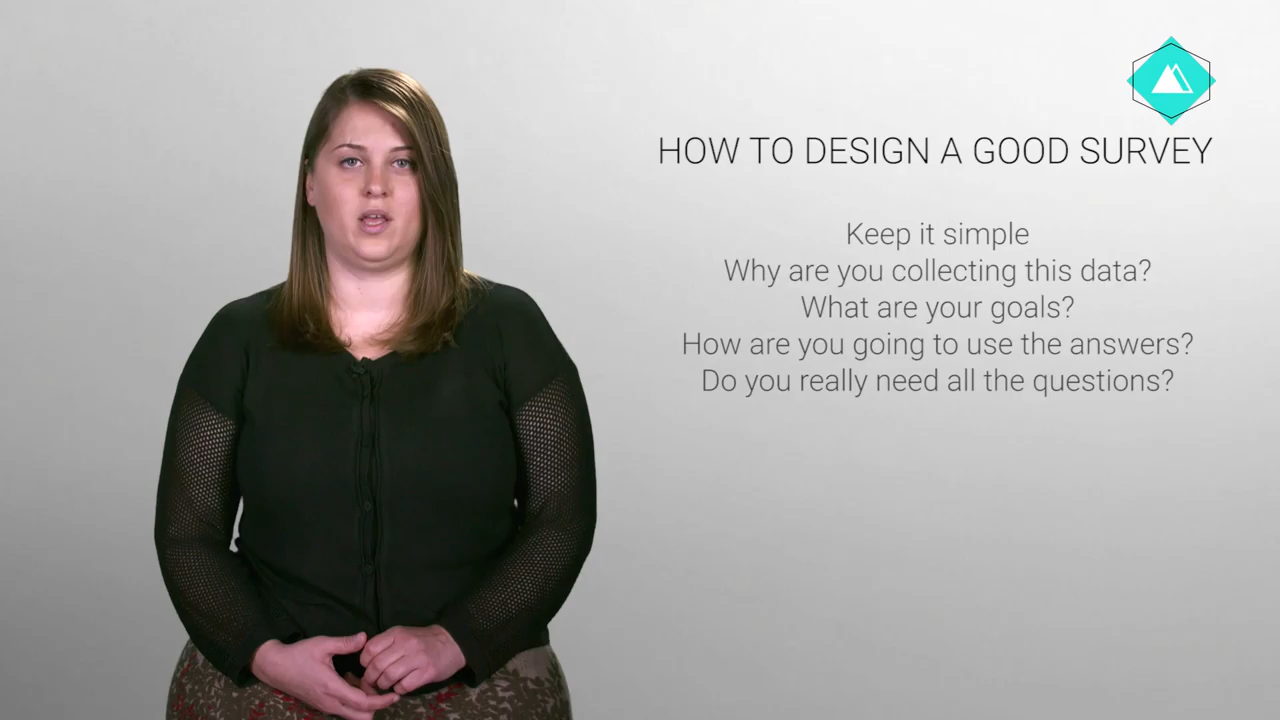 HOW TO DESIGN A GOOD SURVEY
Keep it simple
Why are you collecting this data?
What are your goals?
How are you going to use the answers?
Do you really need all the questions?